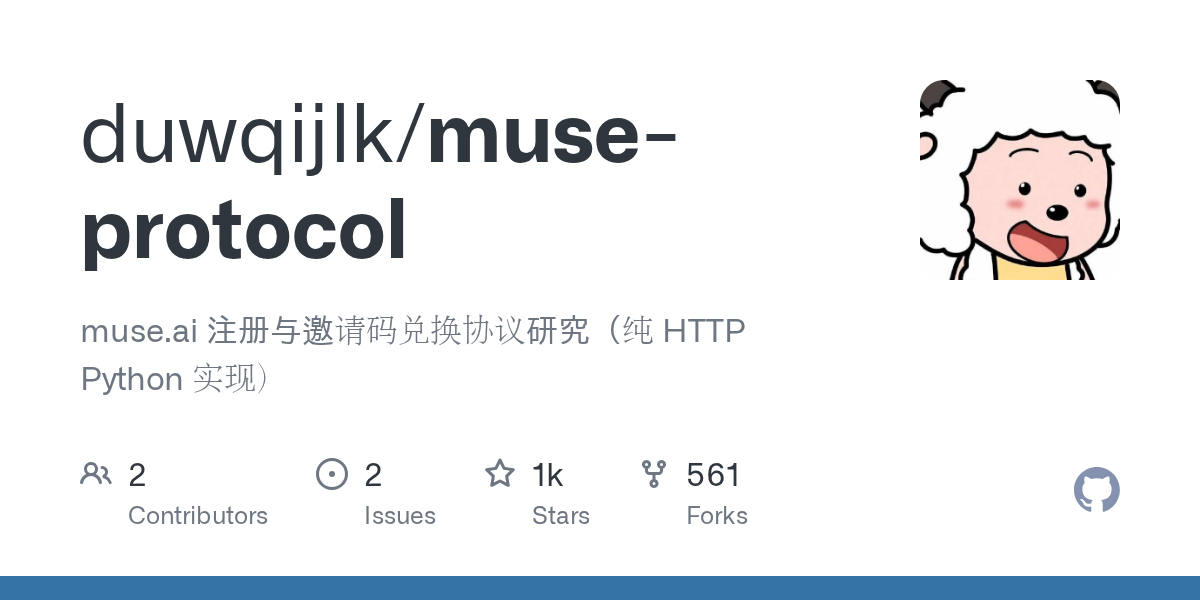 duwqijlk/muse-
protocol
muse.ai 注册与邀请码兑换协议研究（纯 HTTP
Python 实现）
2 2 1k 561
Contributors Issues Stars Forks